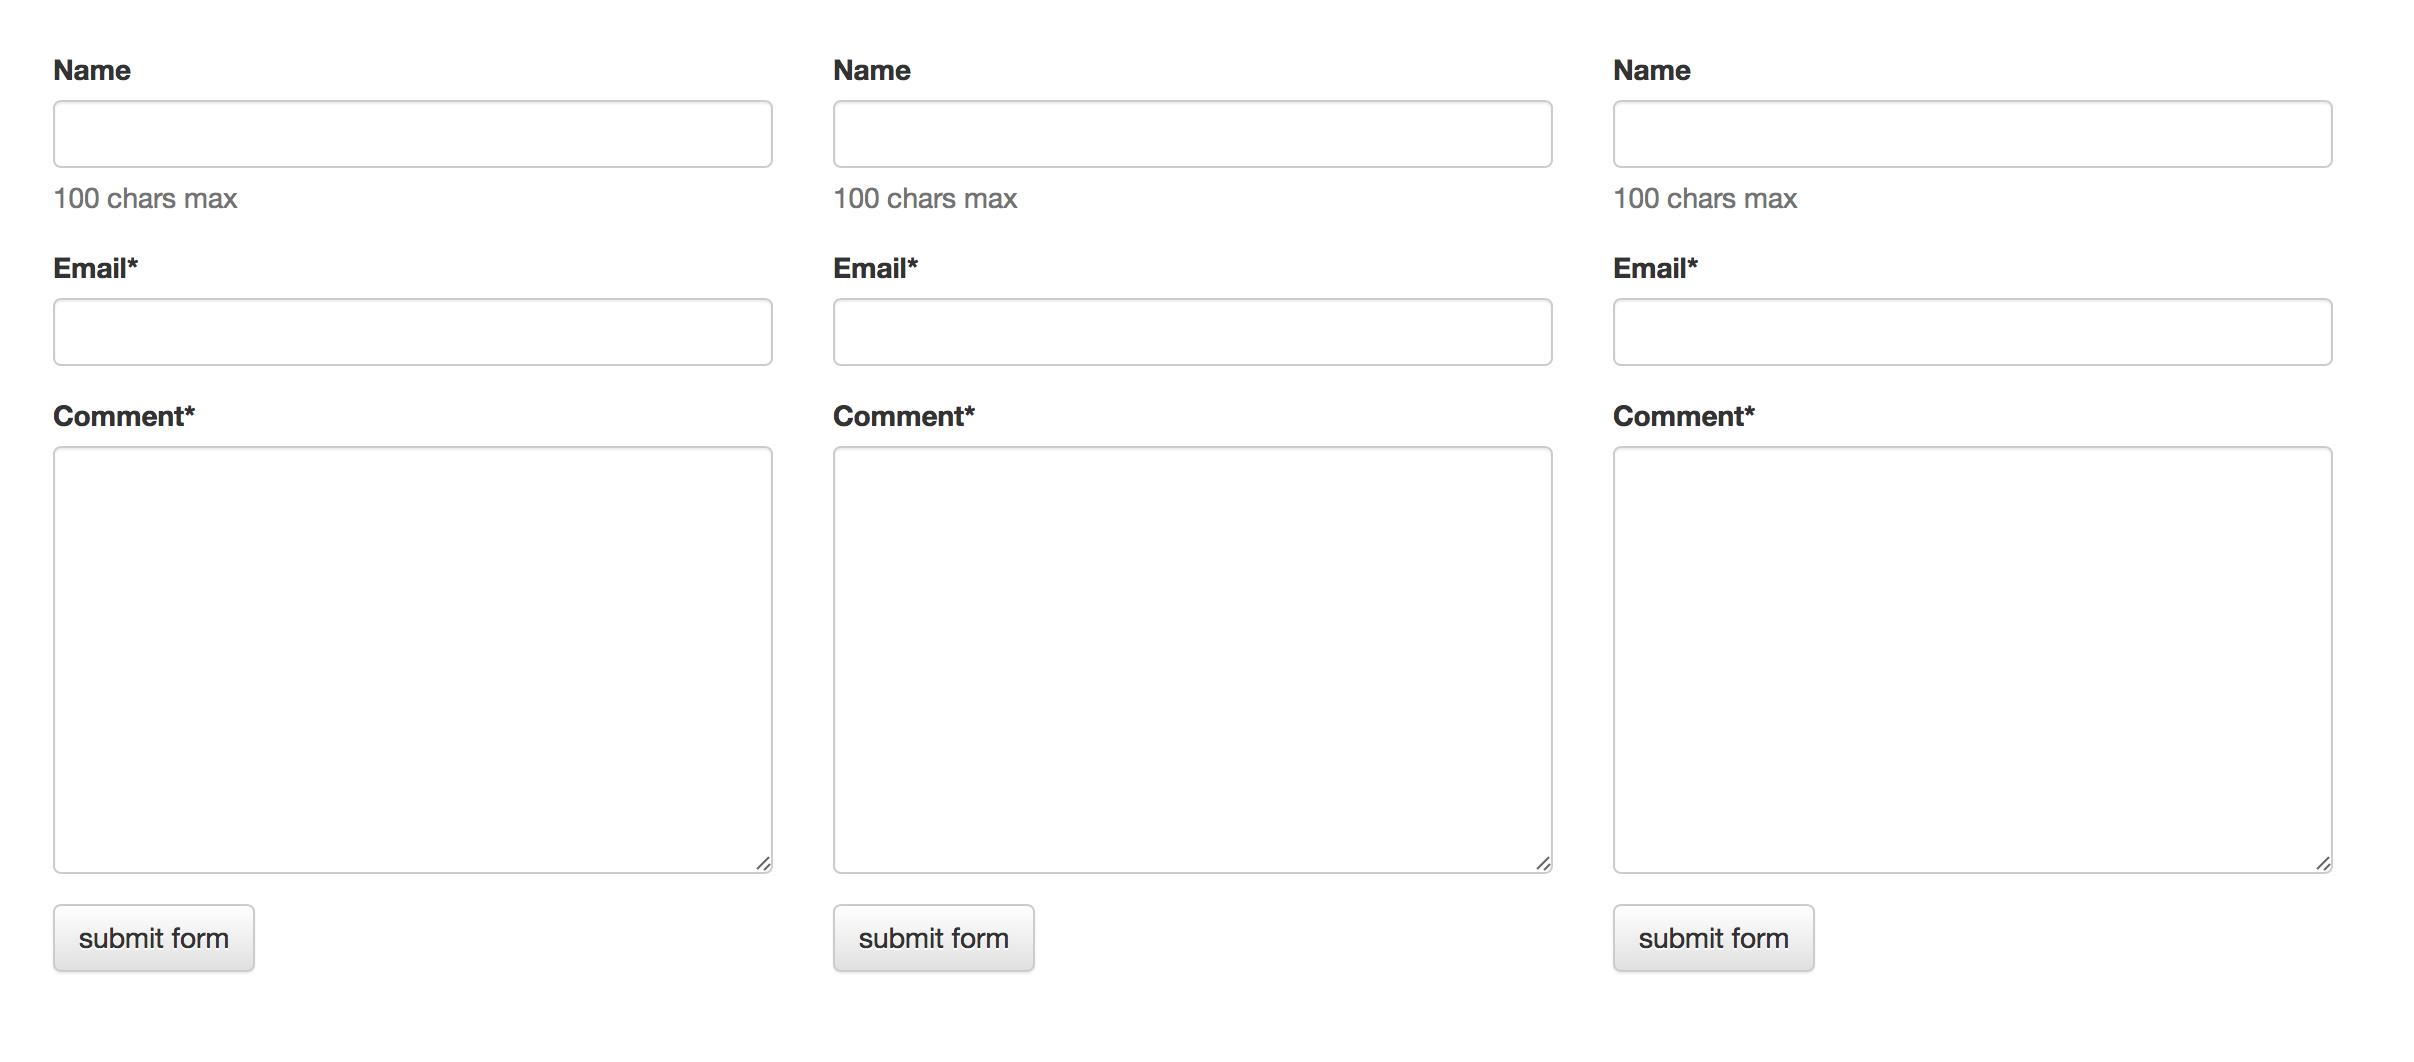 Name
100 chars max
Email*
Comment*
submit form
Name
100 chars max
Email*
Comment*
submit form
Name
100 chars max
Email*
Comment*
submit form